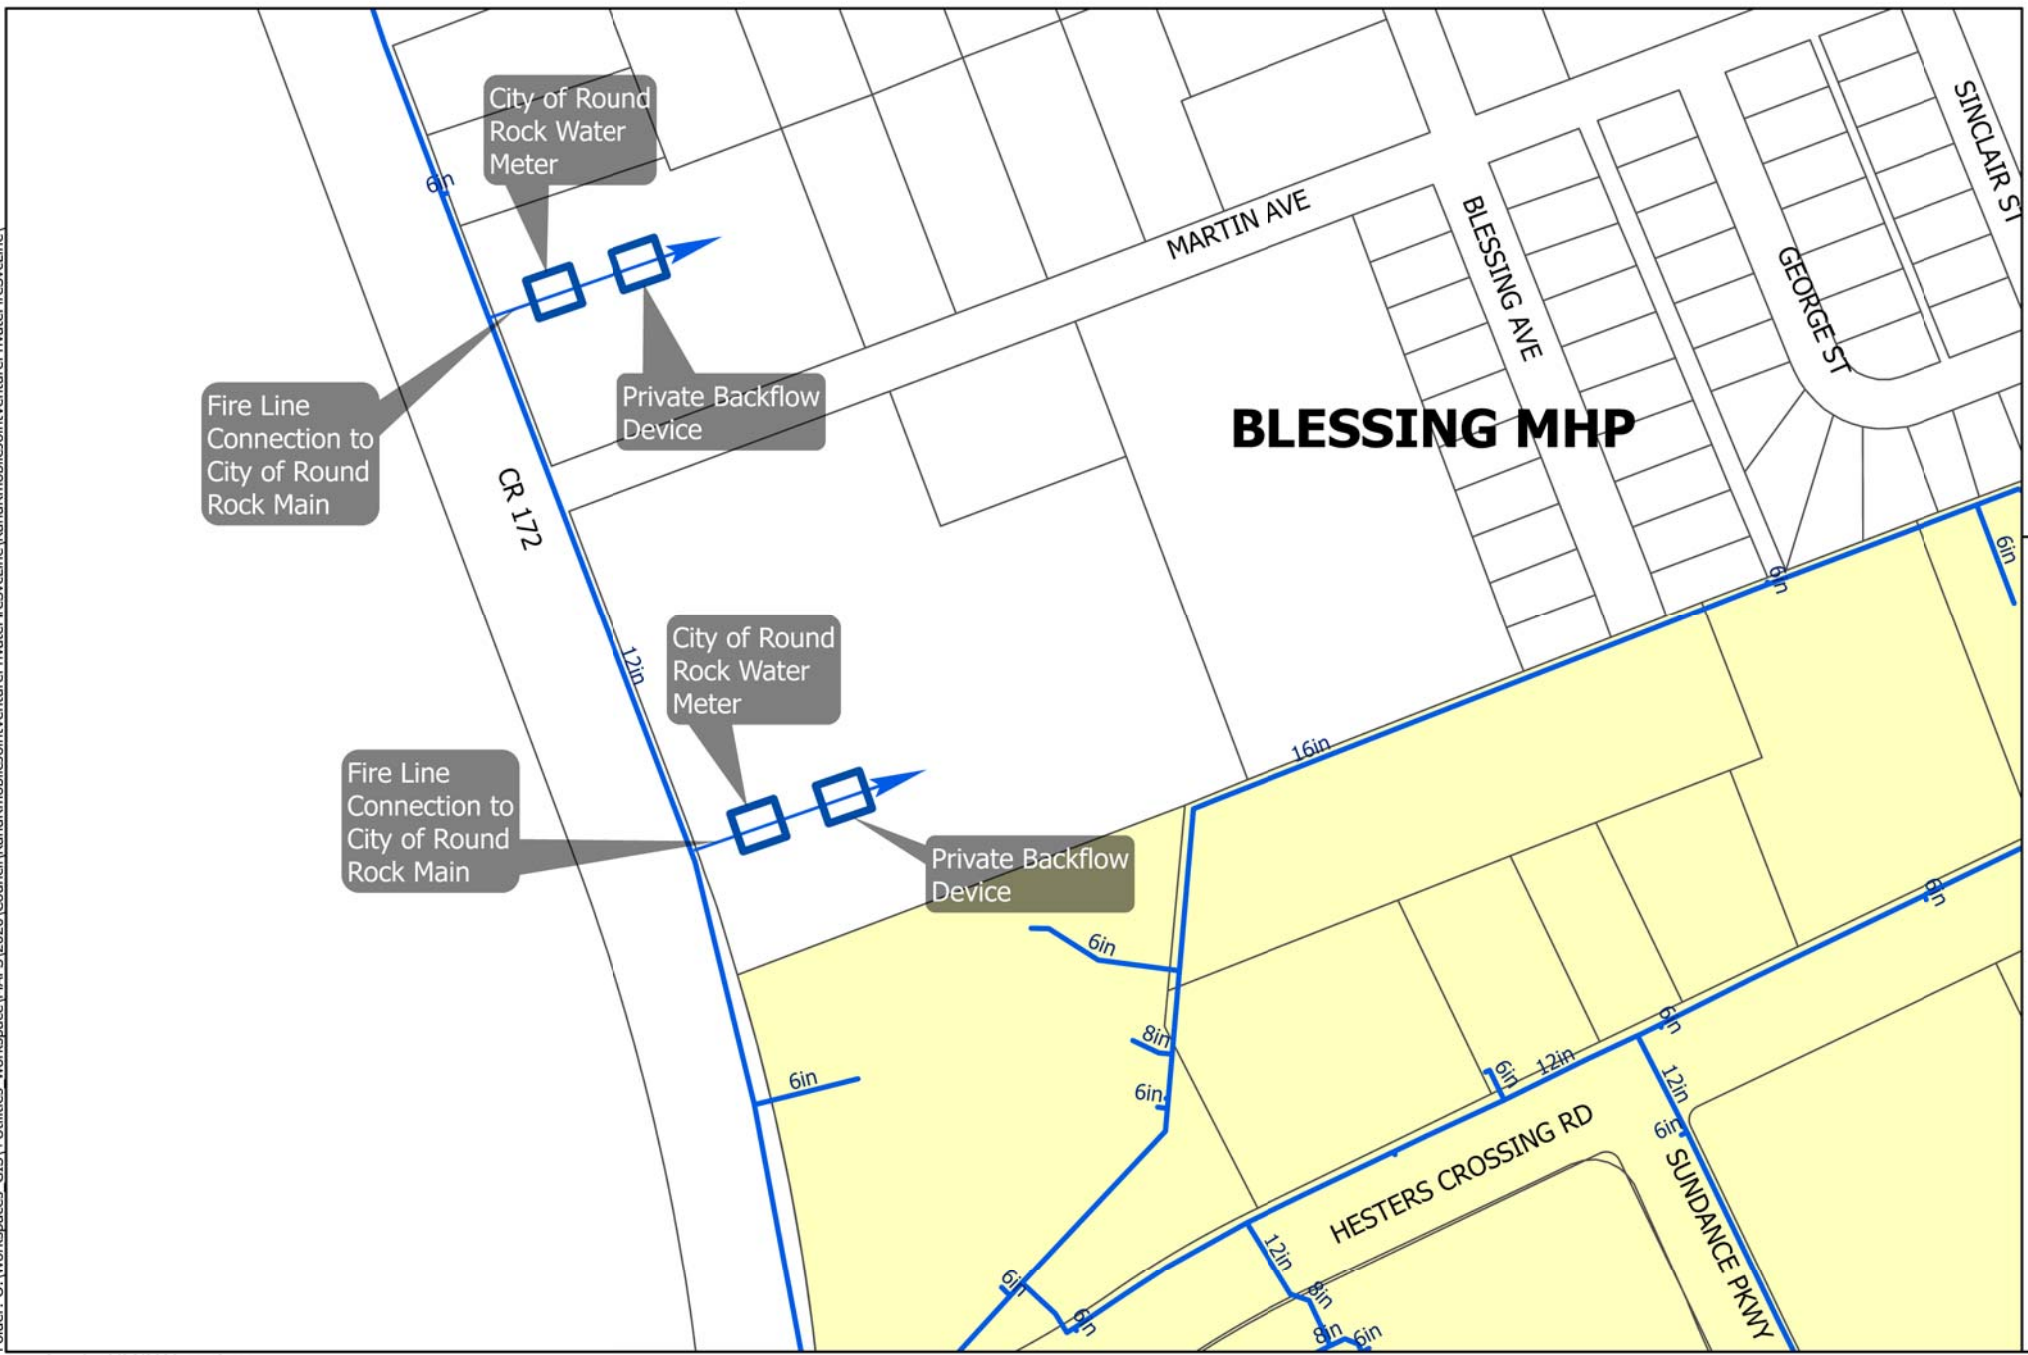 City of Round
Rock Water
Meter
6in
SINCLAIR ST
MARTIN AVE
BLESSING AVE
GEORGE ST
Fire Line
Connection to
City of Round
Rock Main
Private Backflow
Device
BLESSING MHP
CR 172
6in
6in
City of Round
Rock Water
Meter
12in
16in
Fire Line
Connection to
City of Round
Rock Main
Private Backflow
Device
6in
6in
8in
6in
6in
6in
6in
12in
12in
6in
HESTERS CROSSING RD
SUNDANCE PKWY
12in
6in
8in
6in
8in
6in